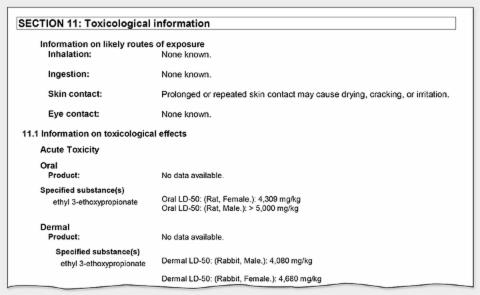 SECTION 11: Toxicological information
Information on likely routes of exposure
Inhalation: None known.
Ingestion: None known.
Skin contact: Prolonged or repeated skin contact may cause drying, cracking, or irritation.
Eye contact: None known.
11.1 Information on toxicological effects
Acute Toxicity
Oral
Product: No data available.
Specified substance(s)
ethyl 3-ethoxypropionate Oral LD-50: (Rat, Female.): 4,309 mg/kg
Oral LD-50: (Rat, Male.): > 5,000 mg/kg
Dermal
Product: No data available.
Specified substance(s)
ethyl 3-ethoxypropionate Dermal LD-50: (Rabbit, Male.): 4,080 mg/kg
Dermal LD-50: (Rabbit, Female.): 4,680 mg/kg